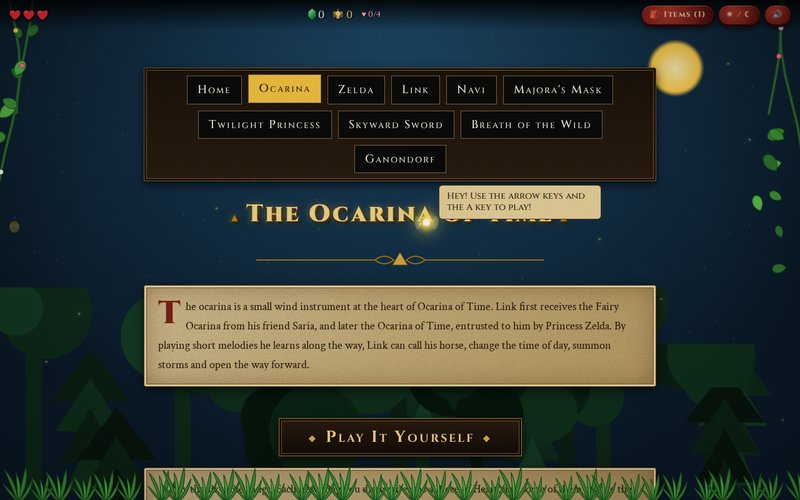 0 0 0/4 Items (1) ☀ / ☾
Home Ocarina Zelda Link Navi Majora's Mask
Twilight Princess Skyward Sword Breath of the Wild
Ganondorf
Hey! Use the arrow keys and
the A key to play!
The Ocarina of Time
The ocarina is a small wind instrument at the heart of Ocarina of Time. Link first receives the Fairy
Ocarina from his friend Saria, and later the Ocarina of Time, entrusted to him by Princess Zelda. By
playing short melodies he learns along the way, Link can call his horse, change the time of day, summon
storms and open the way forward.
Play It Yourself